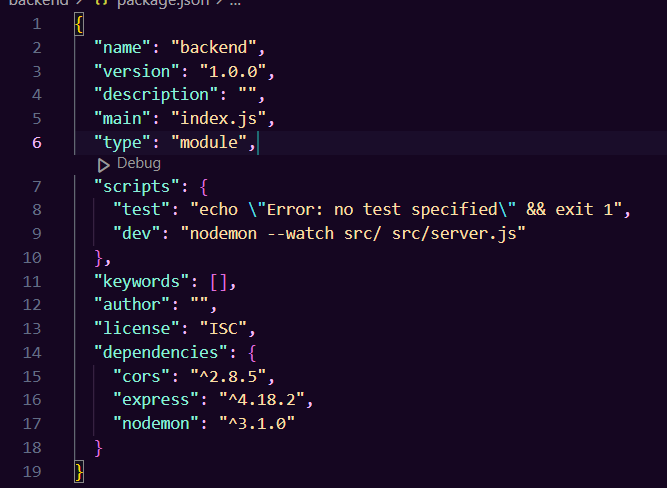 backend > {} package.json > ...
1 {
2 "name": "backend",
3 "version": "1.0.0",
4 "description": "",
5 "main": "index.js",
6 "type": "module",
Debug
7 "scripts": {
8 "test": "echo \"Error: no test specified\" && exit 1",
9 "dev": "nodemon --watch src/ src/server.js"
10 },
11 "keywords": [],
12 "author": "",
13 "license": "ISC",
14 "dependencies": {
15 "cors": "^2.8.5",
16 "express": "^4.18.2",
17 "nodemon": "^3.1.0"
18 }
19 }